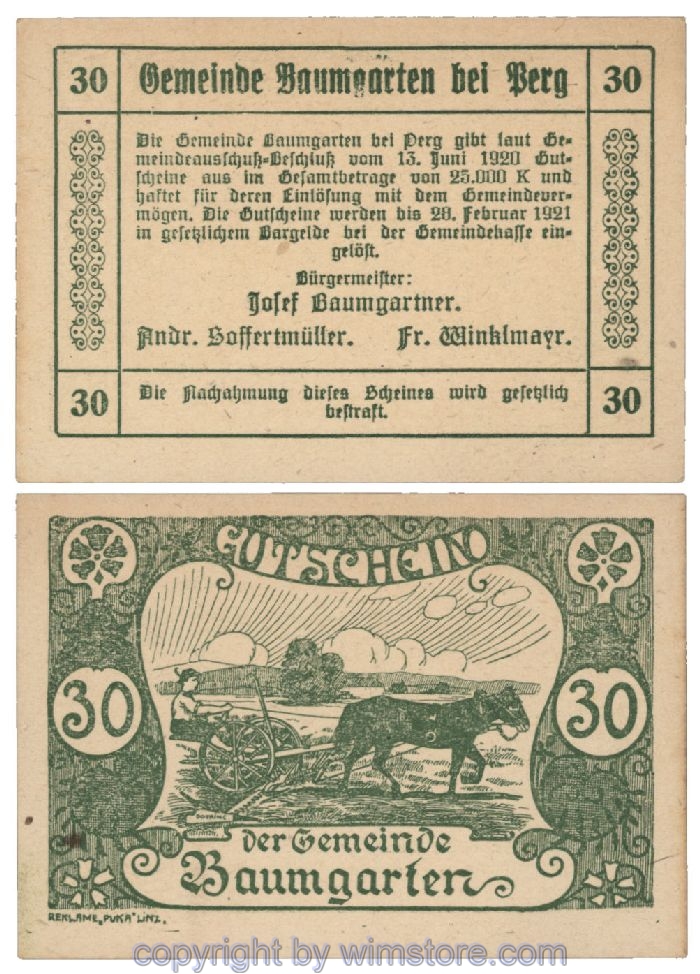 30 Gemeinde Baumgarten bei Perg 30
Die Gemeinde Baumgarten bei Perg gibt laut Ge-
meindeausschuß-Beschluß vom 13. Juni 1920 Gut-
scheine aus im Gesamtbetrage von 25.000 K und
haftet für deren Einlösung mit dem Gemeindever-
mögen. Die Gutscheine werden bis 28. Februar 1921
in gesetzlichem Bargelde bei der Gemeindekasse ein-
gelöst.
Bürgermeister:
Josef Baumgartner.
Andr. Soffertmüller. Fr. Winklmayr.
30 Die Nachahmung dieses Scheines wird gesetzlich 30
bestraft.
GUTSCHEIN
30 30
der Gemeinde
Baumgarten
REKLAME „PUKA" LINZ.
copyright by wimstore.com